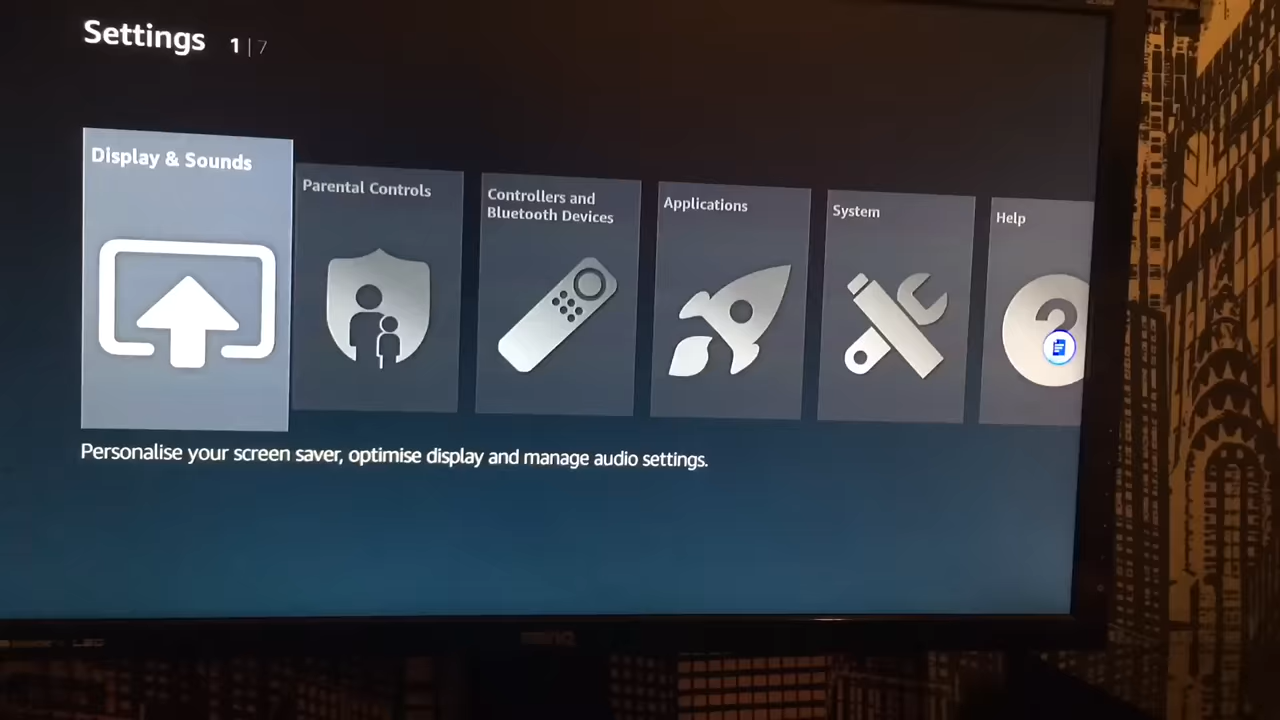 Settings 1|7
Display & Sounds
Parental Controls
Controllers and
Bluetooth Devices
Applications
System
Help
Personalise your screen saver, optimise display and manage audio settings.
BenQ